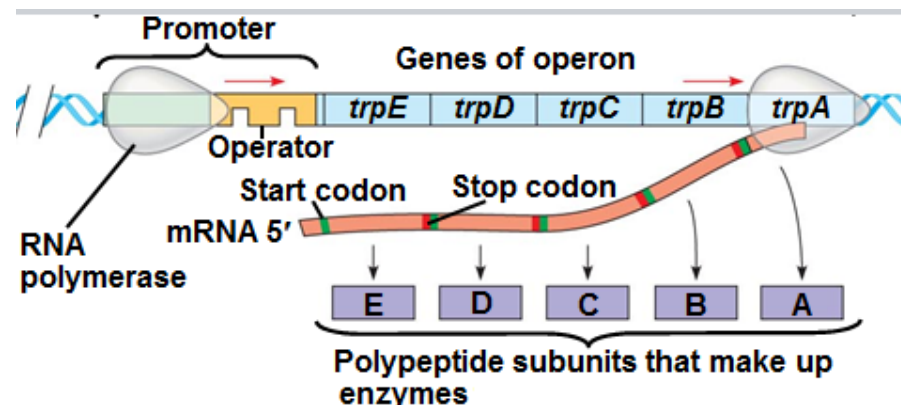 Promoter
Genes of operon
trpE trpD trpC trpB trpA
Operator
Start codon
Stop codon
mRNA 5′
RNA
polymerase
E D C B A
Polypeptide subunits that make up
enzymes